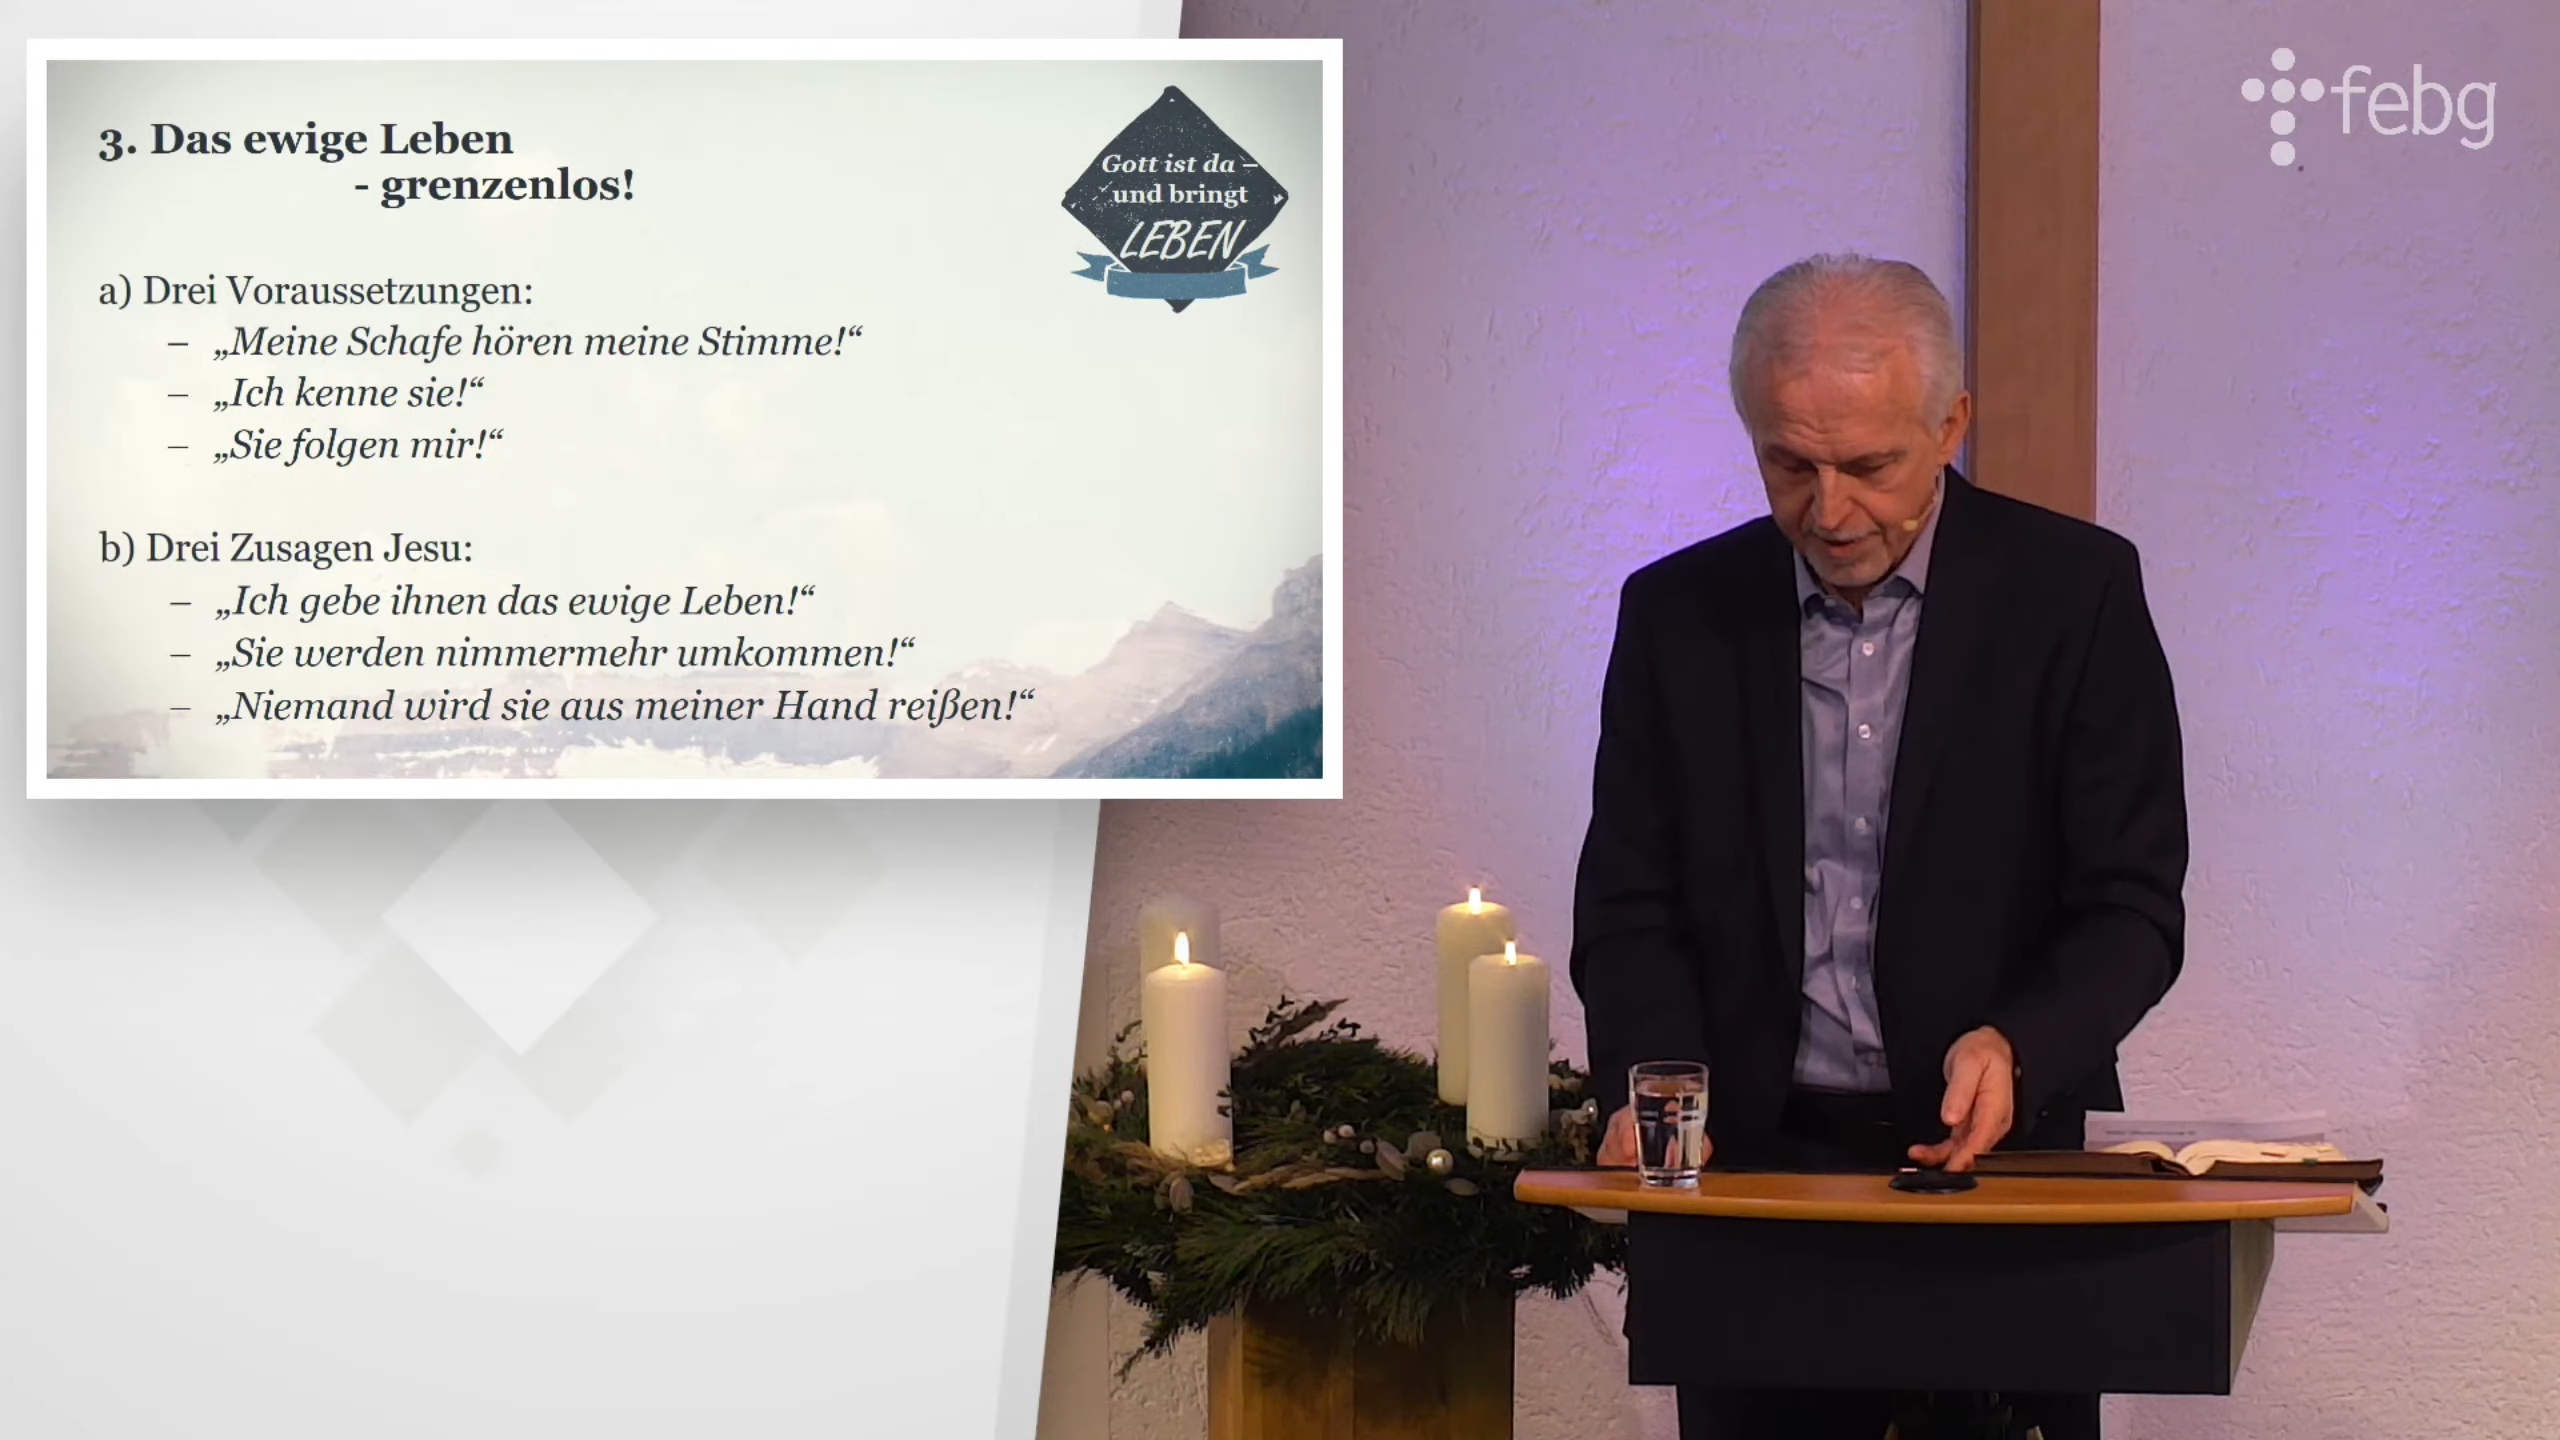 3. Das ewige Leben
- grenzenlos!
Gott ist da –
und bringt
LEBEN
a) Drei Voraussetzungen:
– „Meine Schafe hören meine Stimme!“
– „Ich kenne sie!“
– „Sie folgen mir!“
b) Drei Zusagen Jesu:
– „Ich gebe ihnen das ewige Leben!“
– „Sie werden nimmermehr umkommen!“
– „Niemand wird sie aus meiner Hand reißen!“
febg